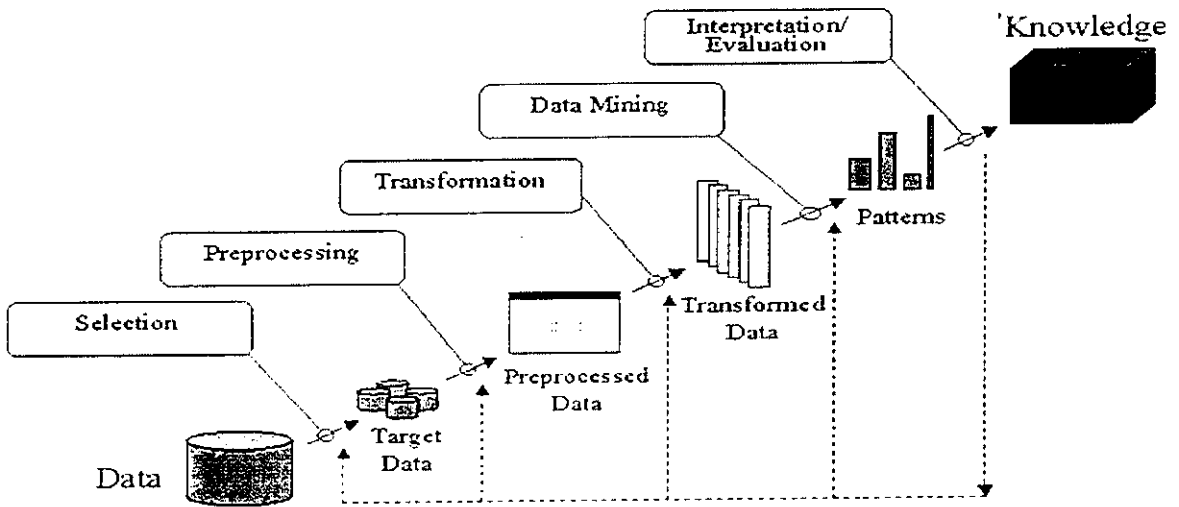 Interpretation/
Evaluation
Knowledge
Data Mining
Transformation
Patterns
Preprocessing
Transformed
Data
Selection
Preprocessed
Data
Target
Data
Data